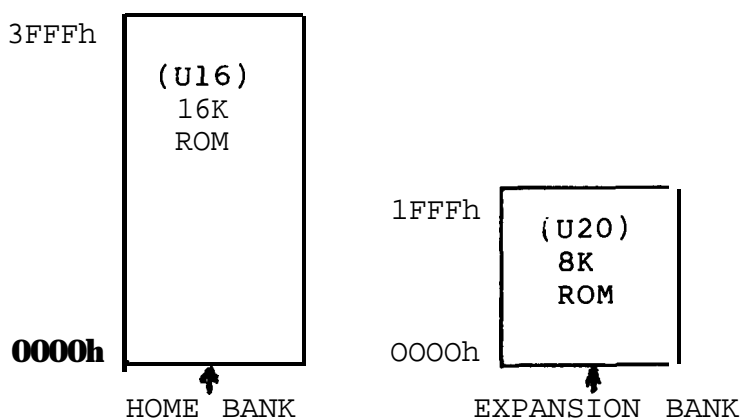 3FFFh
(U16)
16K
ROM
0000h
HOME BANK
1FFFh
(U20)
8K
ROM
0000h
EXPANSION BANK